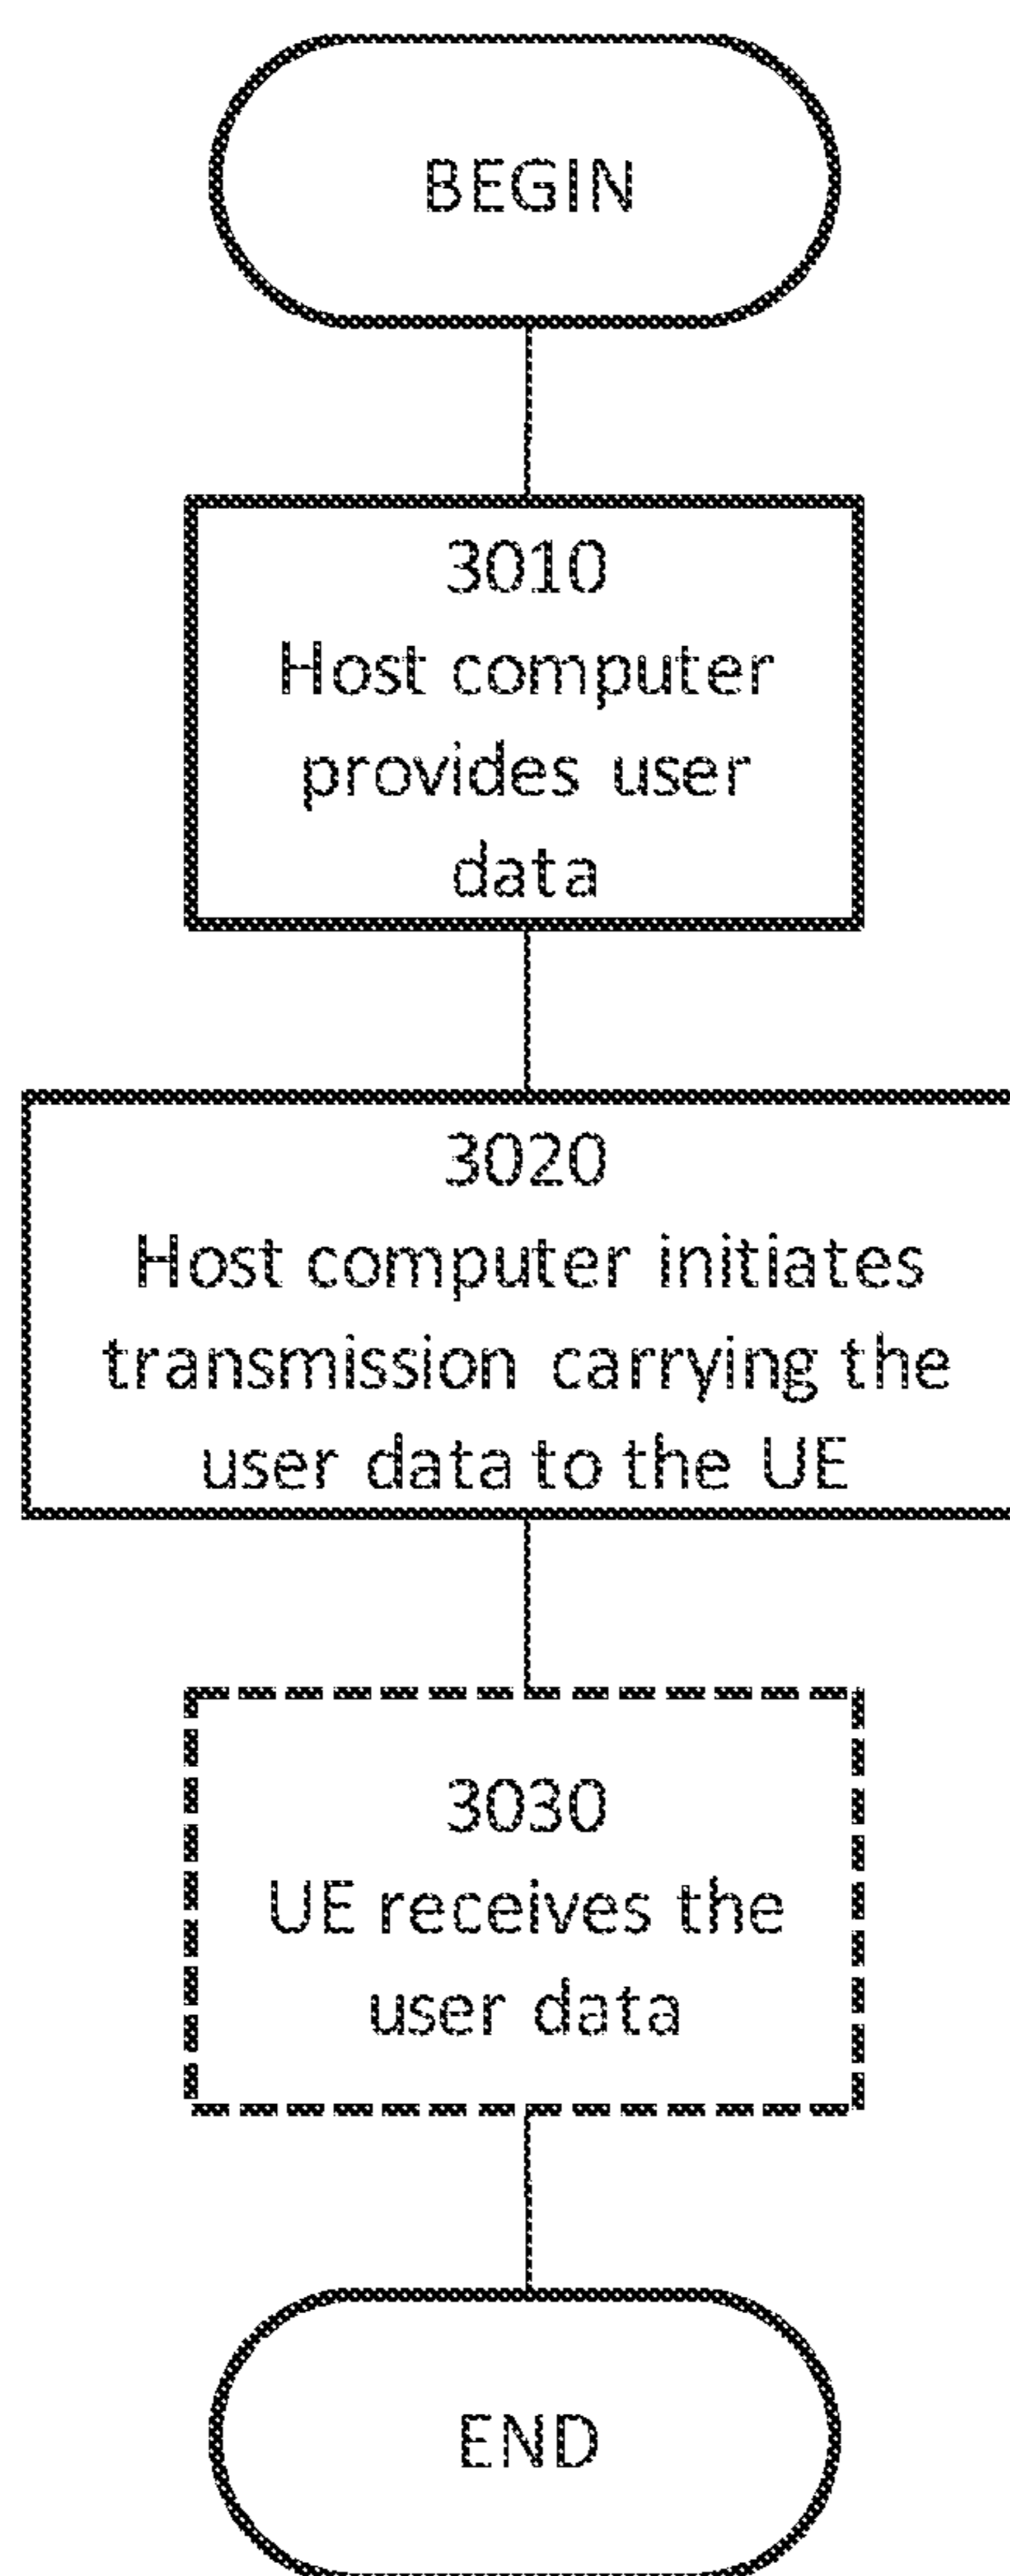 BEGIN
3010
Host computer
provides user
data
3020
Host computer initiates
transmission carrying the
user data to the UE
3030
UE receives the
user data
END